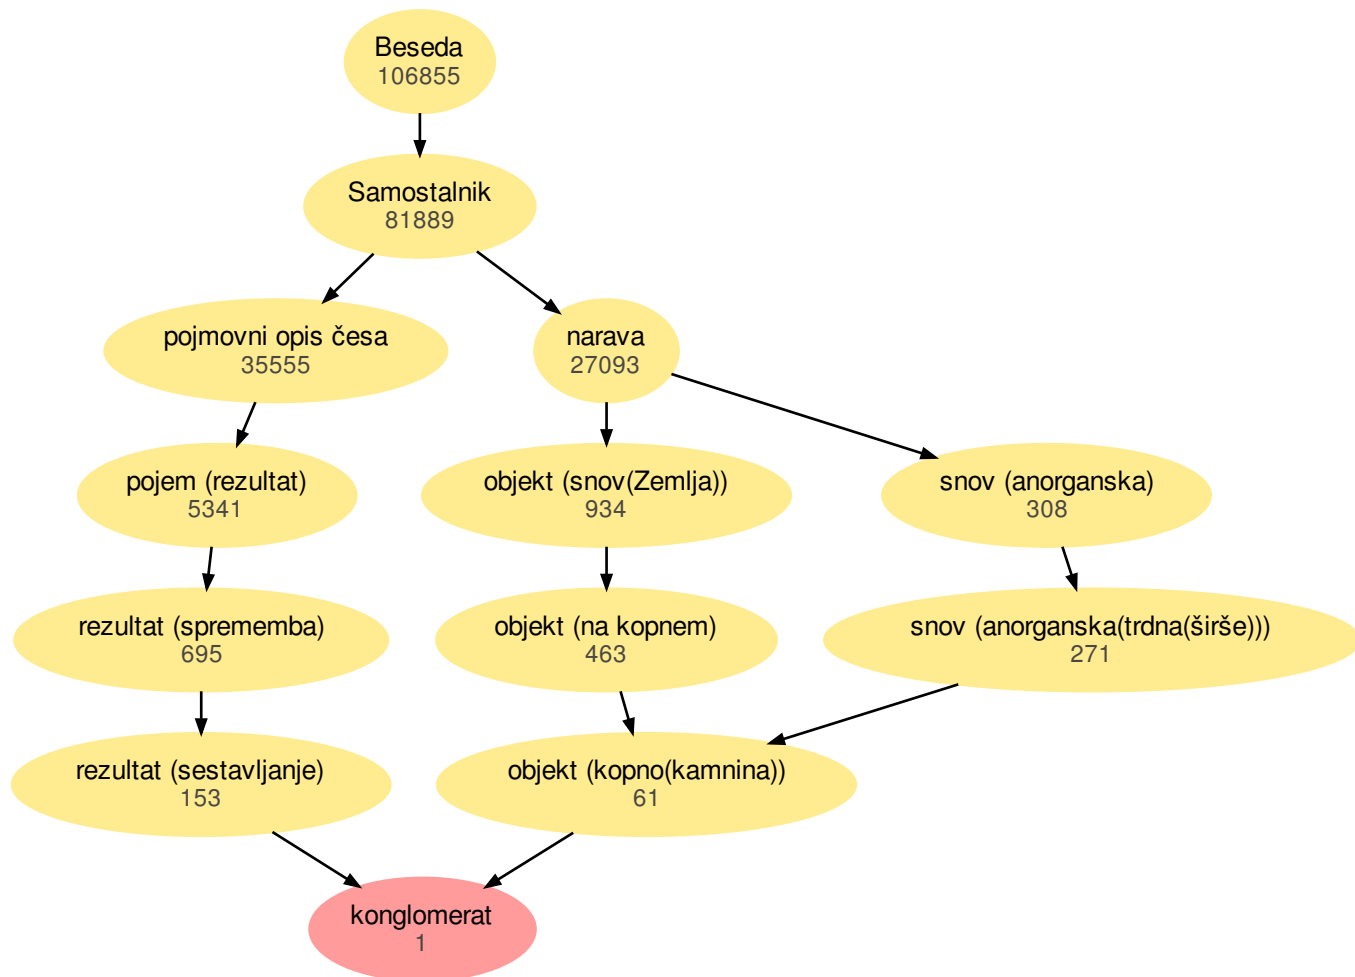 Beseda
106855
Samostalnik
81889
pojmovni opis česa
35555
narava
27093
pojem (rezultat)
5341
objekt (snov(Zemlja))
934
snov (anorganska)
308
rezultat (sprememba)
695
objekt (na kopnem)
463
snov (anorganska(trdna(širše)))
271
rezultat (sestavljanje)
153
objekt (kopno(kamnina))
61
konglomerat
1